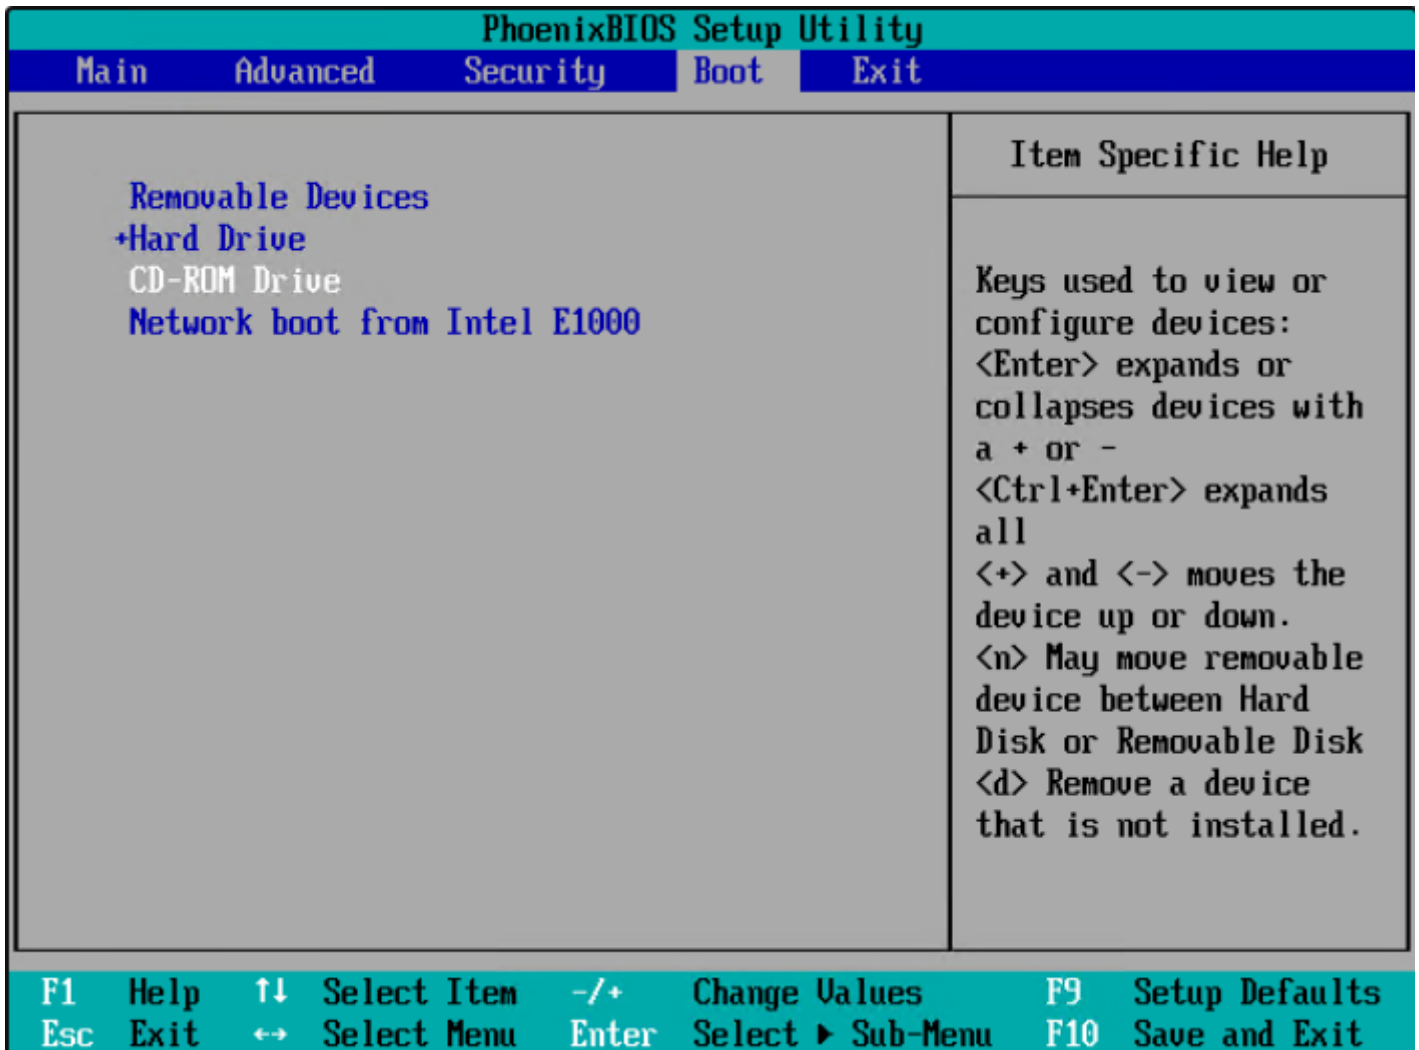 PhoenixBIOS Setup Utility
Main Advanced Security Boot Exit
Removable Devices
+Hard Drive
CD-ROM Drive
Network boot from Intel E1000
Item Specific Help
Keys used to view or
configure devices:
<Enter> expands or
collapses devices with
a + or -
<Ctrl+Enter> expands
all
<+> and <-> moves the
device up or down.
<n> May move removable
device between Hard
Disk or Removable Disk
<d> Remove a device
that is not installed.
F1 Help ↑↓ Select Item -/+ Change Values F9 Setup Defaults
Esc Exit ↔ Select Menu Enter Select ▶ Sub-Menu F10 Save and Exit